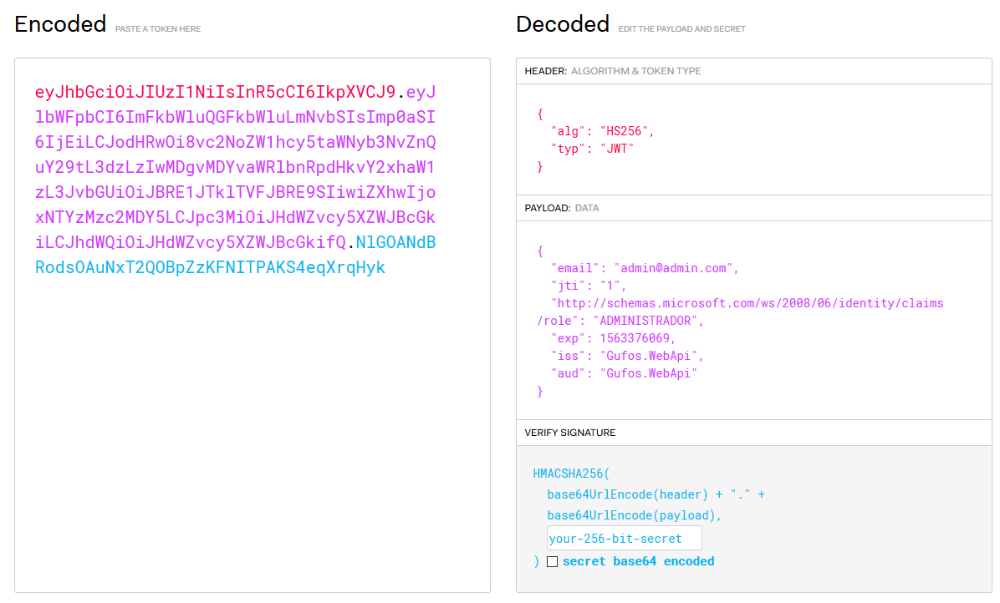 Encoded PASTE A TOKEN HERE
eyJhbGciOiJIUzI1NiIsInR5cCI6IkpXVCJ9.eyJ
lbWFpbCI6ImFkbWluQGFkbWluLmNvbSIsImp0aSI
6IjEiLCJodHRwOi8vc2NoZW1hcy5taWNyb3NvZnQ
uY29tL3dzLzIwMDgvMDYvaWRlbnRpdHkvY2xhaW1
zL3JvbGUiOiJBRE1JTklTVFJBRE9SIiwiZXhwIjo
xNTYzMzc2MDY5LCJpc3MiOiJHdWZvcy5XZWJBcGk
iLCJhdWQiOiJHdWZvcy5XZWJBcGkifQ.NlGOANdB
RodsOAuNxT2QOBpZzKFNITPAKS4eqXrqHyk
Decoded EDIT THE PAYLOAD AND SECRET
HEADER: ALGORITHM & TOKEN TYPE
{
"alg": "HS256",
"typ": "JWT"
}
PAYLOAD: DATA
{
"email": "admin@admin.com",
"jti": "1",
"http://schemas.microsoft.com/ws/2008/06/identity/claims
/role": "ADMINISTRADOR",
"exp": 1563376069,
"iss": "Gufos.WebApi",
"aud": "Gufos.WebApi"
}
VERIFY SIGNATURE
HMACSHA256(
base64UrlEncode(header) + "." +
base64UrlEncode(payload),
your-256-bit-secret
) secret base64 encoded